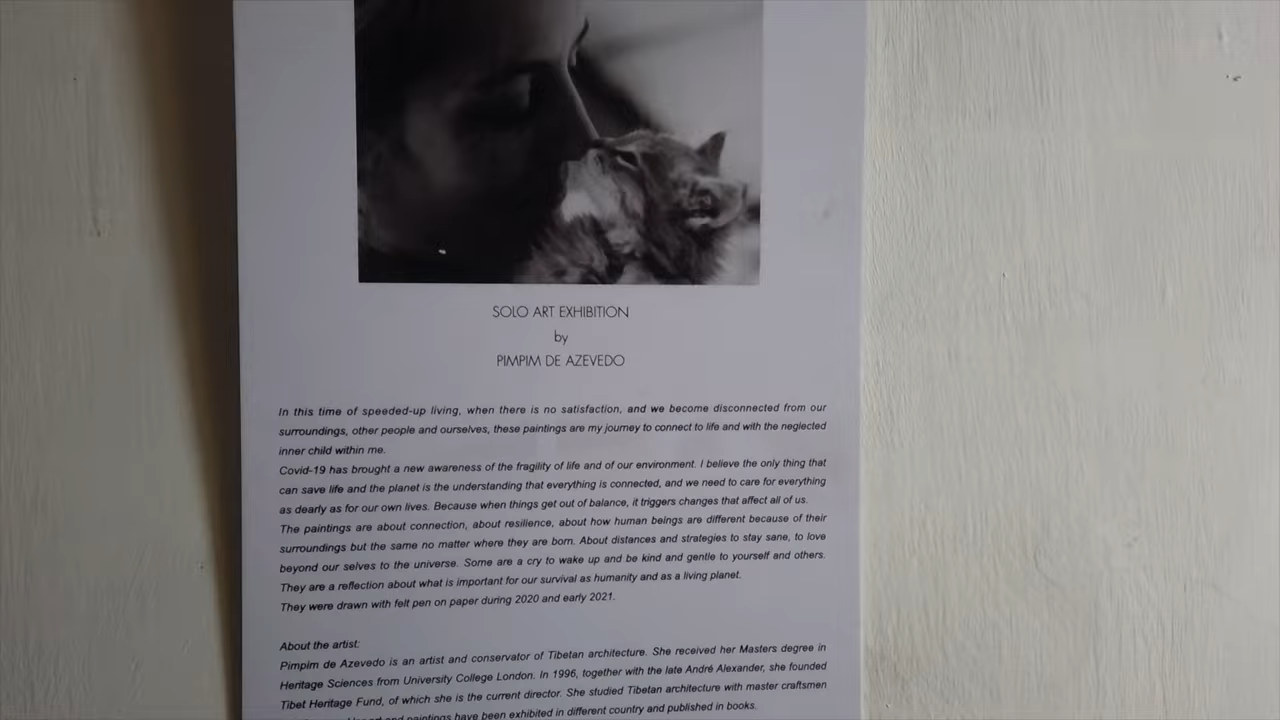 SOLO ART EXHIBITION
by
PIMPIM DE AZEVEDO
In this time of speeded-up living, when there is no satisfaction, and we become disconnected from our
surroundings, other people and ourselves, these paintings are my journey to connect to life and with the neglected
inner child within me.
Covid-19 has brought a new awareness of the fragility of life and of our environment. I believe the only thing that
can save life and the planet is the understanding that everything is connected, and we need to care for everything
as dearly as for our own lives. Because when things get out of balance, it triggers changes that affect all of us.
The paintings are about connection, about resilience, about how human beings are different because of their
surroundings but the same no matter where they are born. About distances and strategies to stay sane, to love
beyond our selves to the universe. Some are a cry to wake up and be kind and gentle to yourself and others.
They are a reflection about what is important for our survival as humanity and as a living planet.
They were drawn with felt pen on paper during 2020 and early 2021.
About the artist:
Pimpim de Azevedo is an artist and conservator of Tibetan architecture. She received her Masters degree in
Heritage Sciences from University College London. In 1996, together with the late André Alexander, she founded
Tibet Heritage Fund, of which she is the current director. She studied Tibetan architecture with master craftsmen
and paintings have been exhibited in different country and published in books.